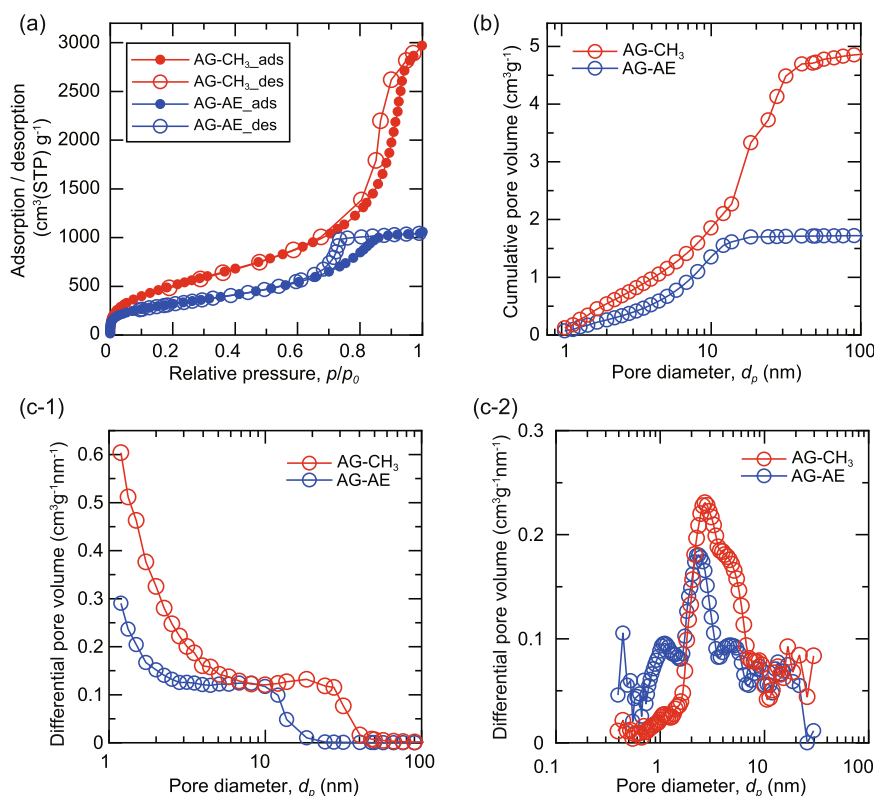 (a)
3000
2500
2000
1500
1000
500
0
0
0.2
0.4
0.6
0.8
1
Adsorption / desorption
(cm³(STP) g⁻¹)
Relative pressure, p/p₀
AG-CH₃_ads
AG-CH₃_des
AG-AE_ads
AG-AE_des
(b)
5
4
3
2
1
0
1
10
100
Cumulative pore volume (cm³g⁻¹)
Pore diameter, dₚ (nm)
AG-CH₃
AG-AE
(c-1)
0.6
0.5
0.4
0.3
0.2
0.1
0
1
10
100
Differential pore volume (cm³g⁻¹nm⁻¹)
Pore diameter, dₚ (nm)
AG-CH₃
AG-AE
(c-2)
0.3
0.2
0.1
0
0.1
1
10
100
Differential pore volume (cm³g⁻¹nm⁻¹)
Pore diameter, dₚ (nm)
AG-CH₃
AG-AE